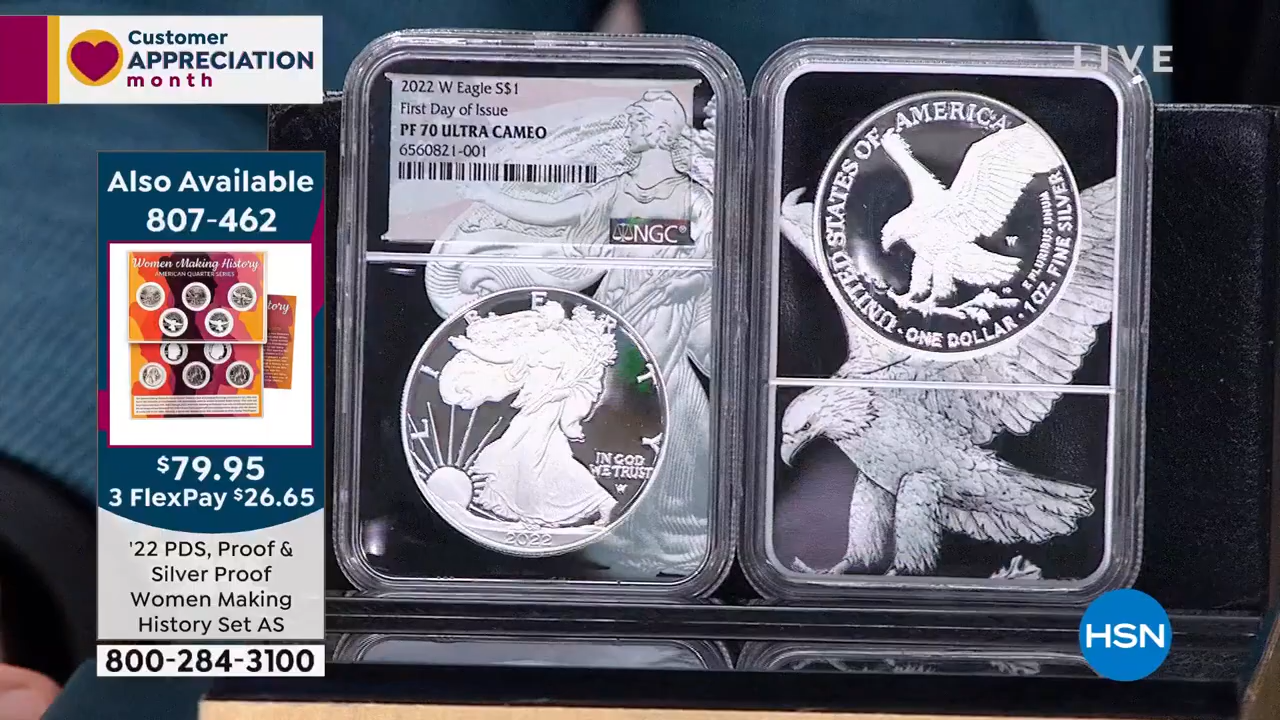 Customer
APPRECIATION
month
LIVE
Also Available
807-462
Women Making History
AMERICAN QUARTER SERIES
$79.95
3 FlexPay $26.65
'22 PDS, Proof &
Silver Proof
Women Making
History Set AS
800-284-3100
2022 W Eagle S$1
First Day of Issue
PF 70 ULTRA CAMEO
6560821-001
NGC
LIBERTY
IN GOD
WE TRUST
W
2022
UNITED STATES OF AMERICA
W
E PLURIBUS UNUM
1 OZ. FINE SILVER
ONE DOLLAR
HSN